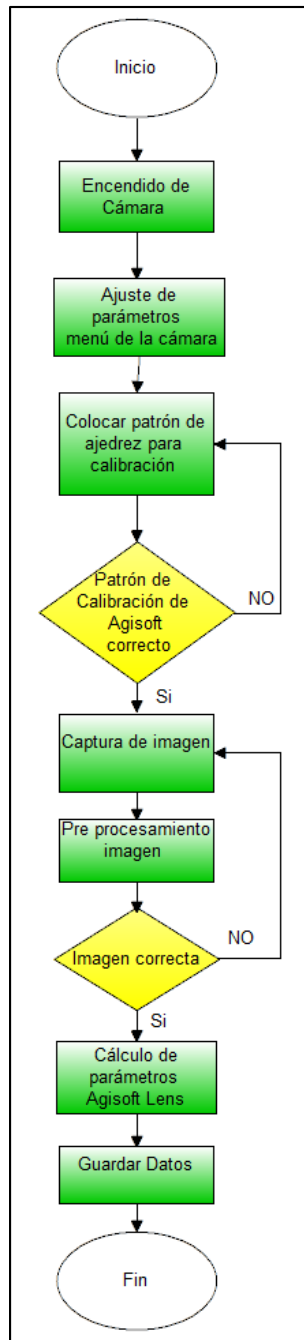 Inicio
Encendido de
Cámara
Ajuste de
parámetros
menú de la cámara
Colocar patrón de
ajedrez para
calibración
Patrón de
Calibración de
Agisoft
correcto
NO
Si
Captura de imagen
Pre procesamiento
imagen
Imagen correcta
NO
Si
Cálculo de
parámetros
Agisoft Lens
Guardar Datos
Fin